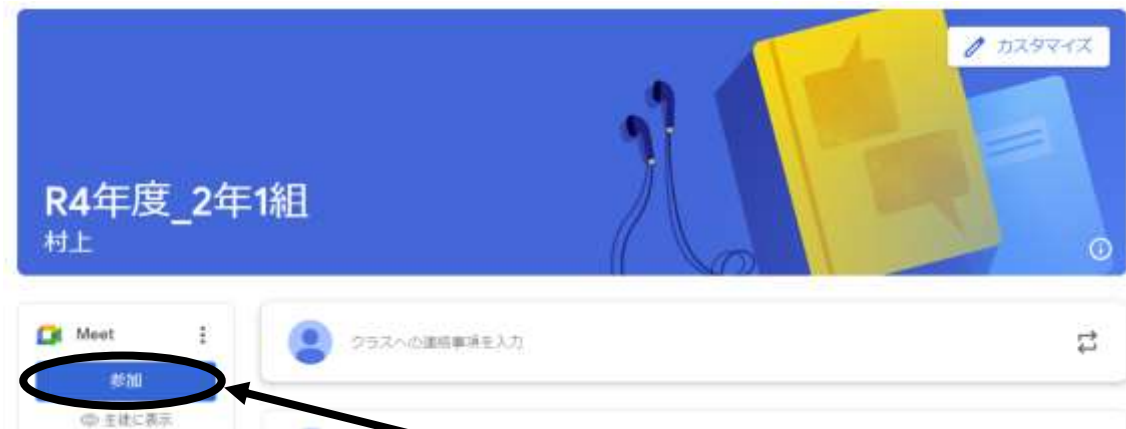 カスタマイズ
R4年度_2年1組
村上
Meet
クラスへの連絡事項を入力
参加
生徒に表示